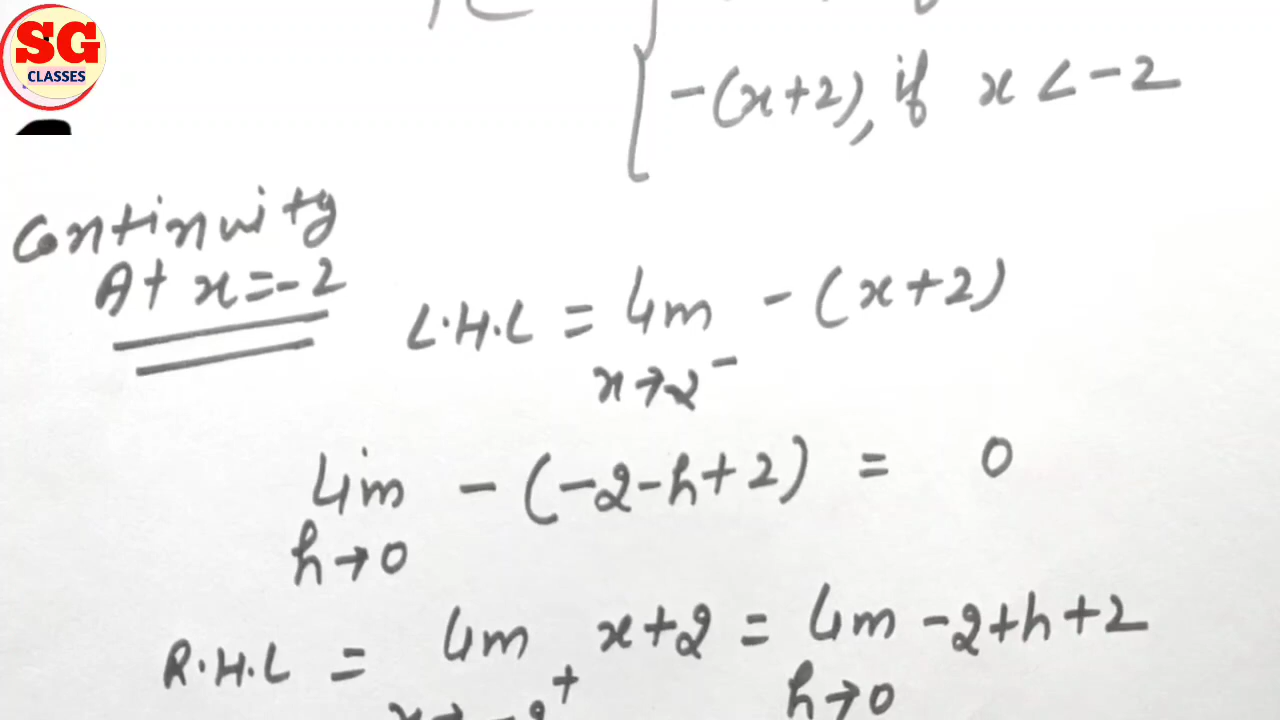 SG
CLASSES
-(x+2), if x < -2
Continuity
At x=-2
L.H.L = lim -(x+2)
x→2⁻
lim -(-2-h+2) = 0
h→0
R.H.L = lim x+2 = lim -2+h+2
x→-2⁺ h→0